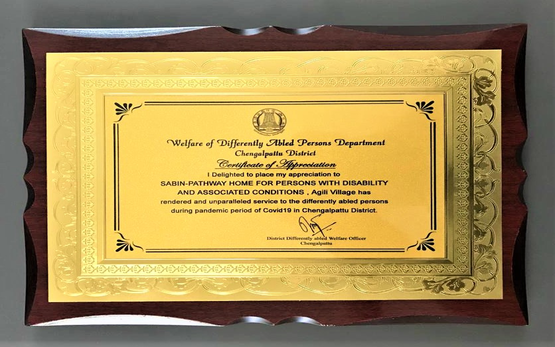 Welfare of Differently Abled Persons Department
Chengalpattu District
Certificate of Appreciation
I Delighted to place my appreciation to
SABIN-PATHWAY HOME FOR PERSONS WITH DISABILITY
AND ASSOCIATED CONDITIONS , Agili Village has
rendered and unparalleled service to the differently abled persons
during pandemic period of Covid19 in Chengalpattu District.
District Differently abled Welfare Officer
Chengalpattu